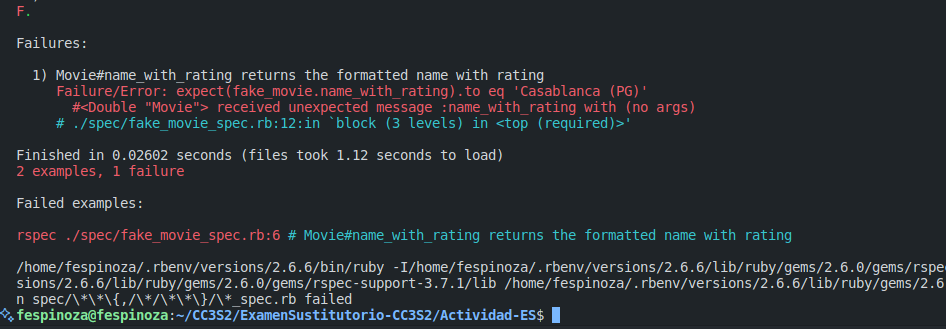 F.
Failures:
1) Movie#name_with_rating returns the formatted name with rating
Failure/Error: expect(fake_movie.name_with_rating).to eq 'Casablanca (PG)'
#<Double "Movie"> received unexpected message :name_with_rating with (no args)
# ./spec/fake_movie_spec.rb:12:in `block (3 levels) in <top (required)>'
Finished in 0.02602 seconds (files took 1.12 seconds to load)
2 examples, 1 failure
Failed examples:
rspec ./spec/fake_movie_spec.rb:6 # Movie#name_with_rating returns the formatted name with rating
/home/fespinoza/.rbenv/versions/2.6.6/bin/ruby -I/home/fespinoza/.rbenv/versions/2.6.6/lib/ruby/gems/2.6.0/gems/rspec
sions/2.6.6/lib/ruby/gems/2.6.0/gems/rspec-support-3.7.1/lib /home/fespinoza/.rbenv/versions/2.6.6/lib/ruby/gems/2.6
n spec/\*\*\{,/\*/\*\*\}/\*_spec.rb failed
fespinoza@fespinoza:~/CC3S2/ExamenSustitutorio-CC3S2/Actividad-ES$